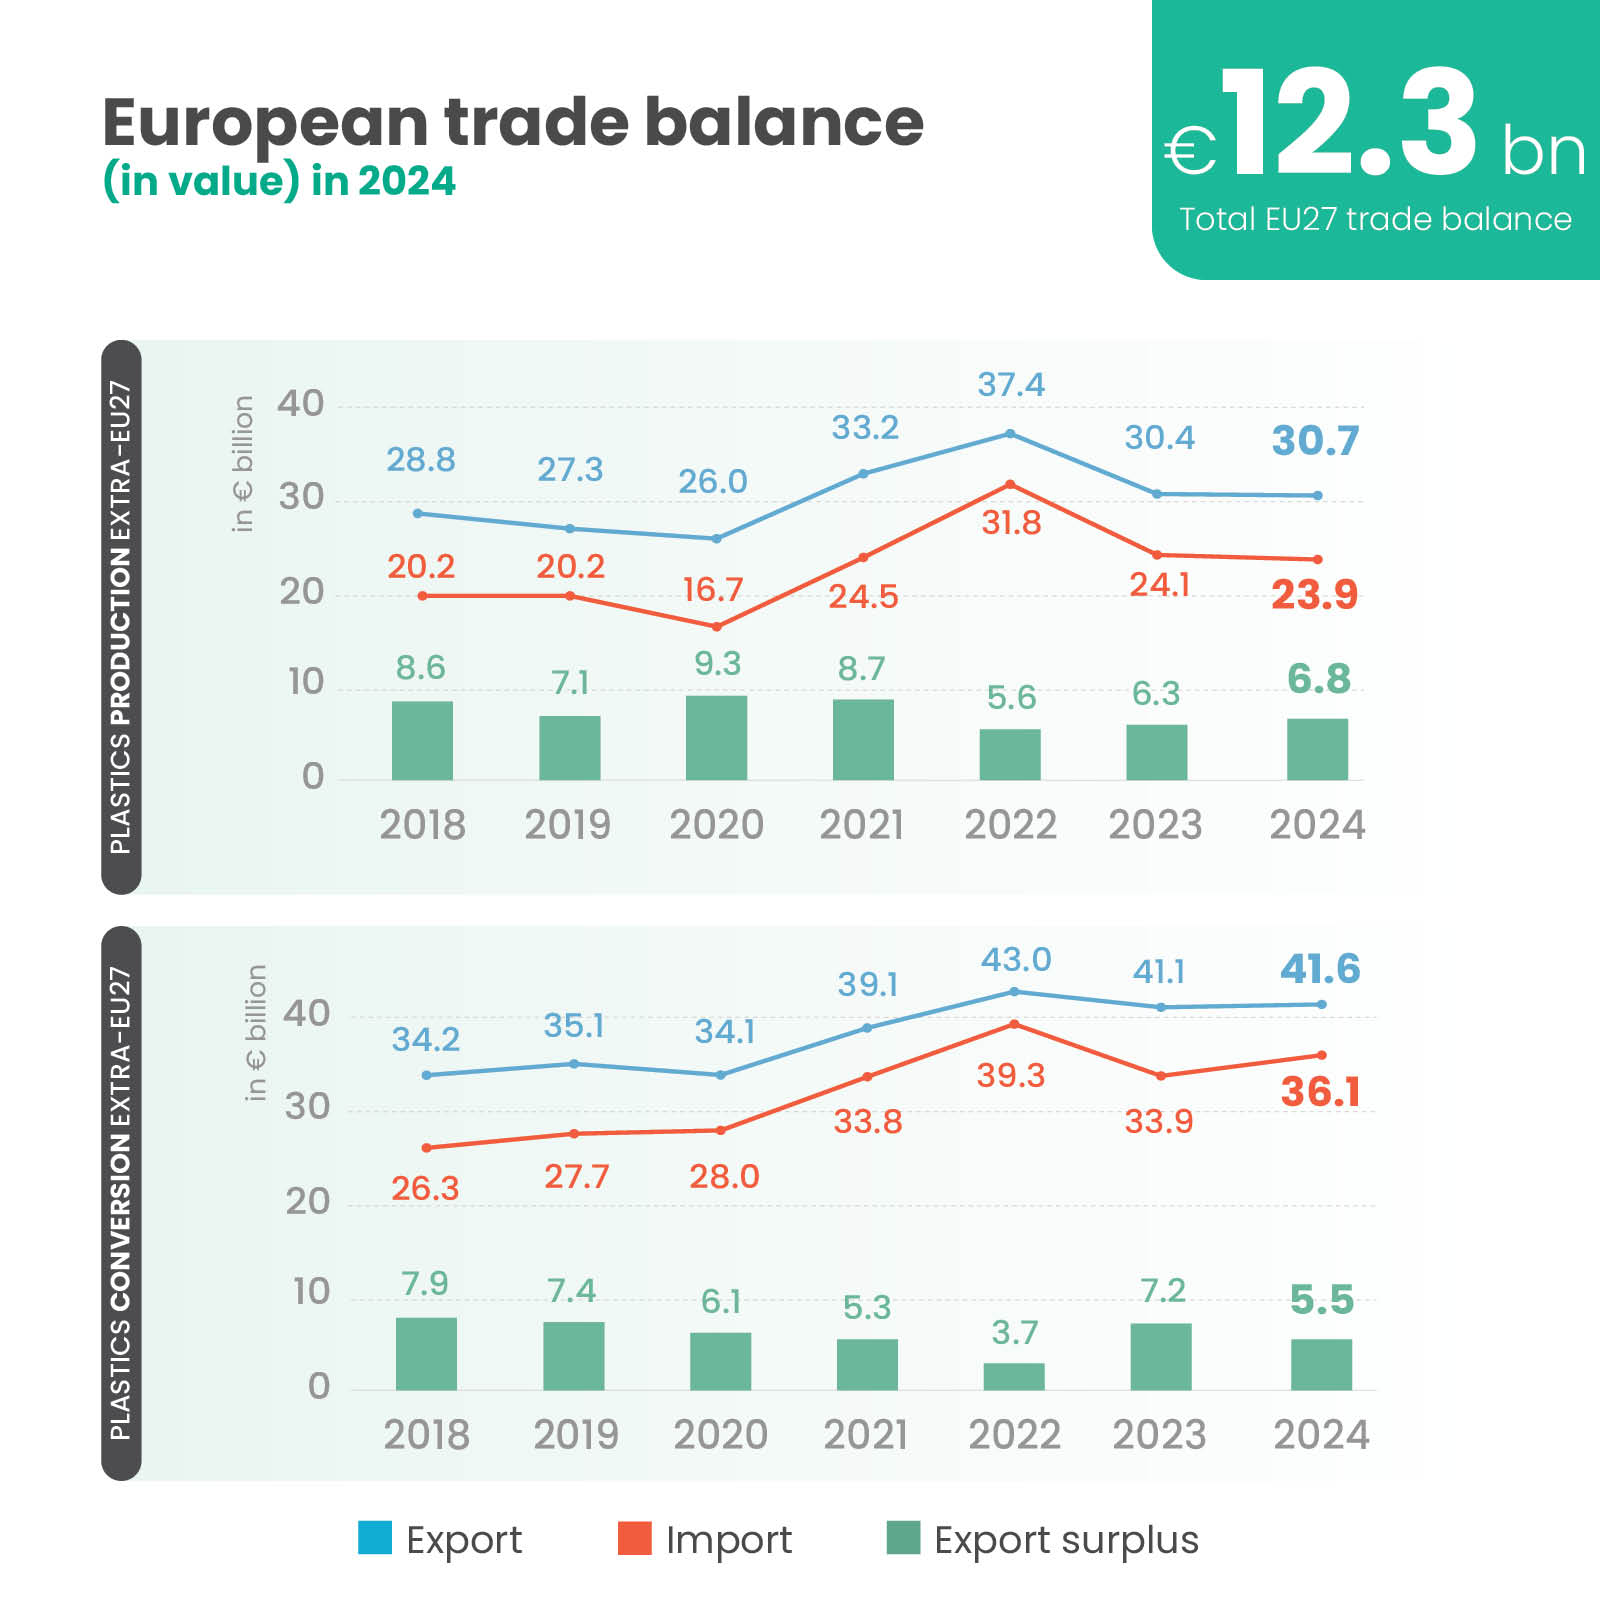 European trade balance
(in value) in 2024
€12.3 bn
Total EU27 trade balance
PLASTICS PRODUCTION EXTRA-EU27
in € billion
40
30
20
10
0
28.8 27.3 26.0 33.2 37.4 30.4 30.7
20.2 20.2 16.7 24.5 31.8 24.1 23.9
8.6 7.1 9.3 8.7 5.6 6.3 6.8
2018 2019 2020 2021 2022 2023 2024
PLASTICS CONVERSION EXTRA-EU27
in € billion
40
30
20
10
0
34.2 35.1 34.1 39.1 43.0 41.1 41.6
26.3 27.7 28.0 33.8 39.3 33.9 36.1
7.9 7.4 6.1 5.3 3.7 7.2 5.5
2018 2019 2020 2021 2022 2023 2024
Export Import Export surplus